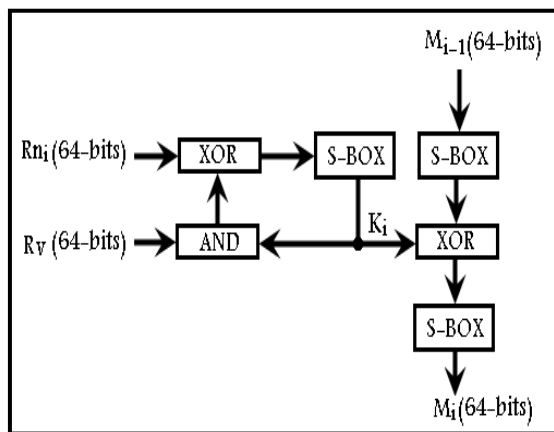 Mi-1(64-bits)
Rni(64-bits)
XOR
S-BOX
S-BOX
Rv(64-bits)
AND
Ki
XOR
S-BOX
Mi(64-bits)